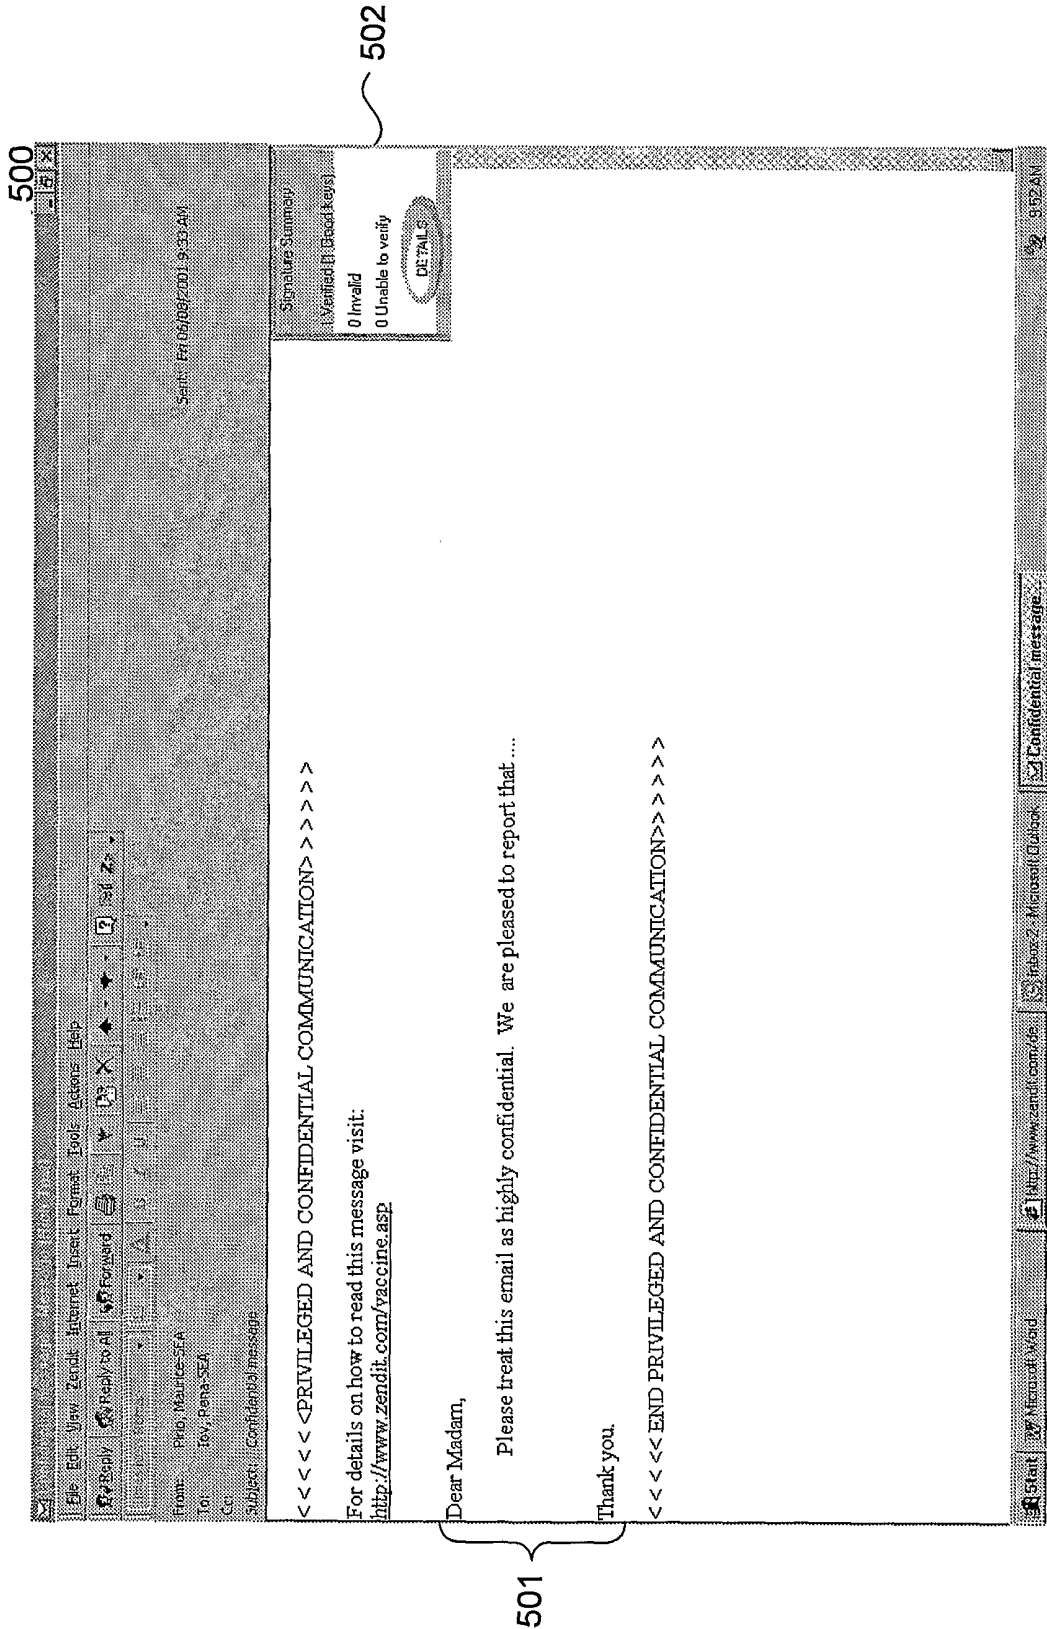 500
File Edit View Zendit Internet Insert Format Tools Actions Help
Reply Reply to All Forward
From: Pirio, Maurice-SEA Sent: Fri 06/08/2001 9:33 AM
To: Tov, Rena-SEA
Cc:
Subject: Confidential message
Signature Summary
1 Verified (1 Good keys)
0 Invalid
0 Unable to verify
DETAILS
502
< < < < < <PRIVILEGED AND CONFIDENTIAL COMMUNICATION> > > > > > >
For details on how to read this message visit:
http://www.zendit.com/vaccine.asp
Dear Madam,
Please treat this email as highly confidential. We are pleased to report that ....
Thank you.
501
< < < < << END PRIVILEGED AND CONFIDENTIAL COMMUNICATION>> > > > > >
Start Microsoft Word http://www.zendit.com/de... Inbox-2 - Microsoft Outlook Confidential message... 9:52 AM